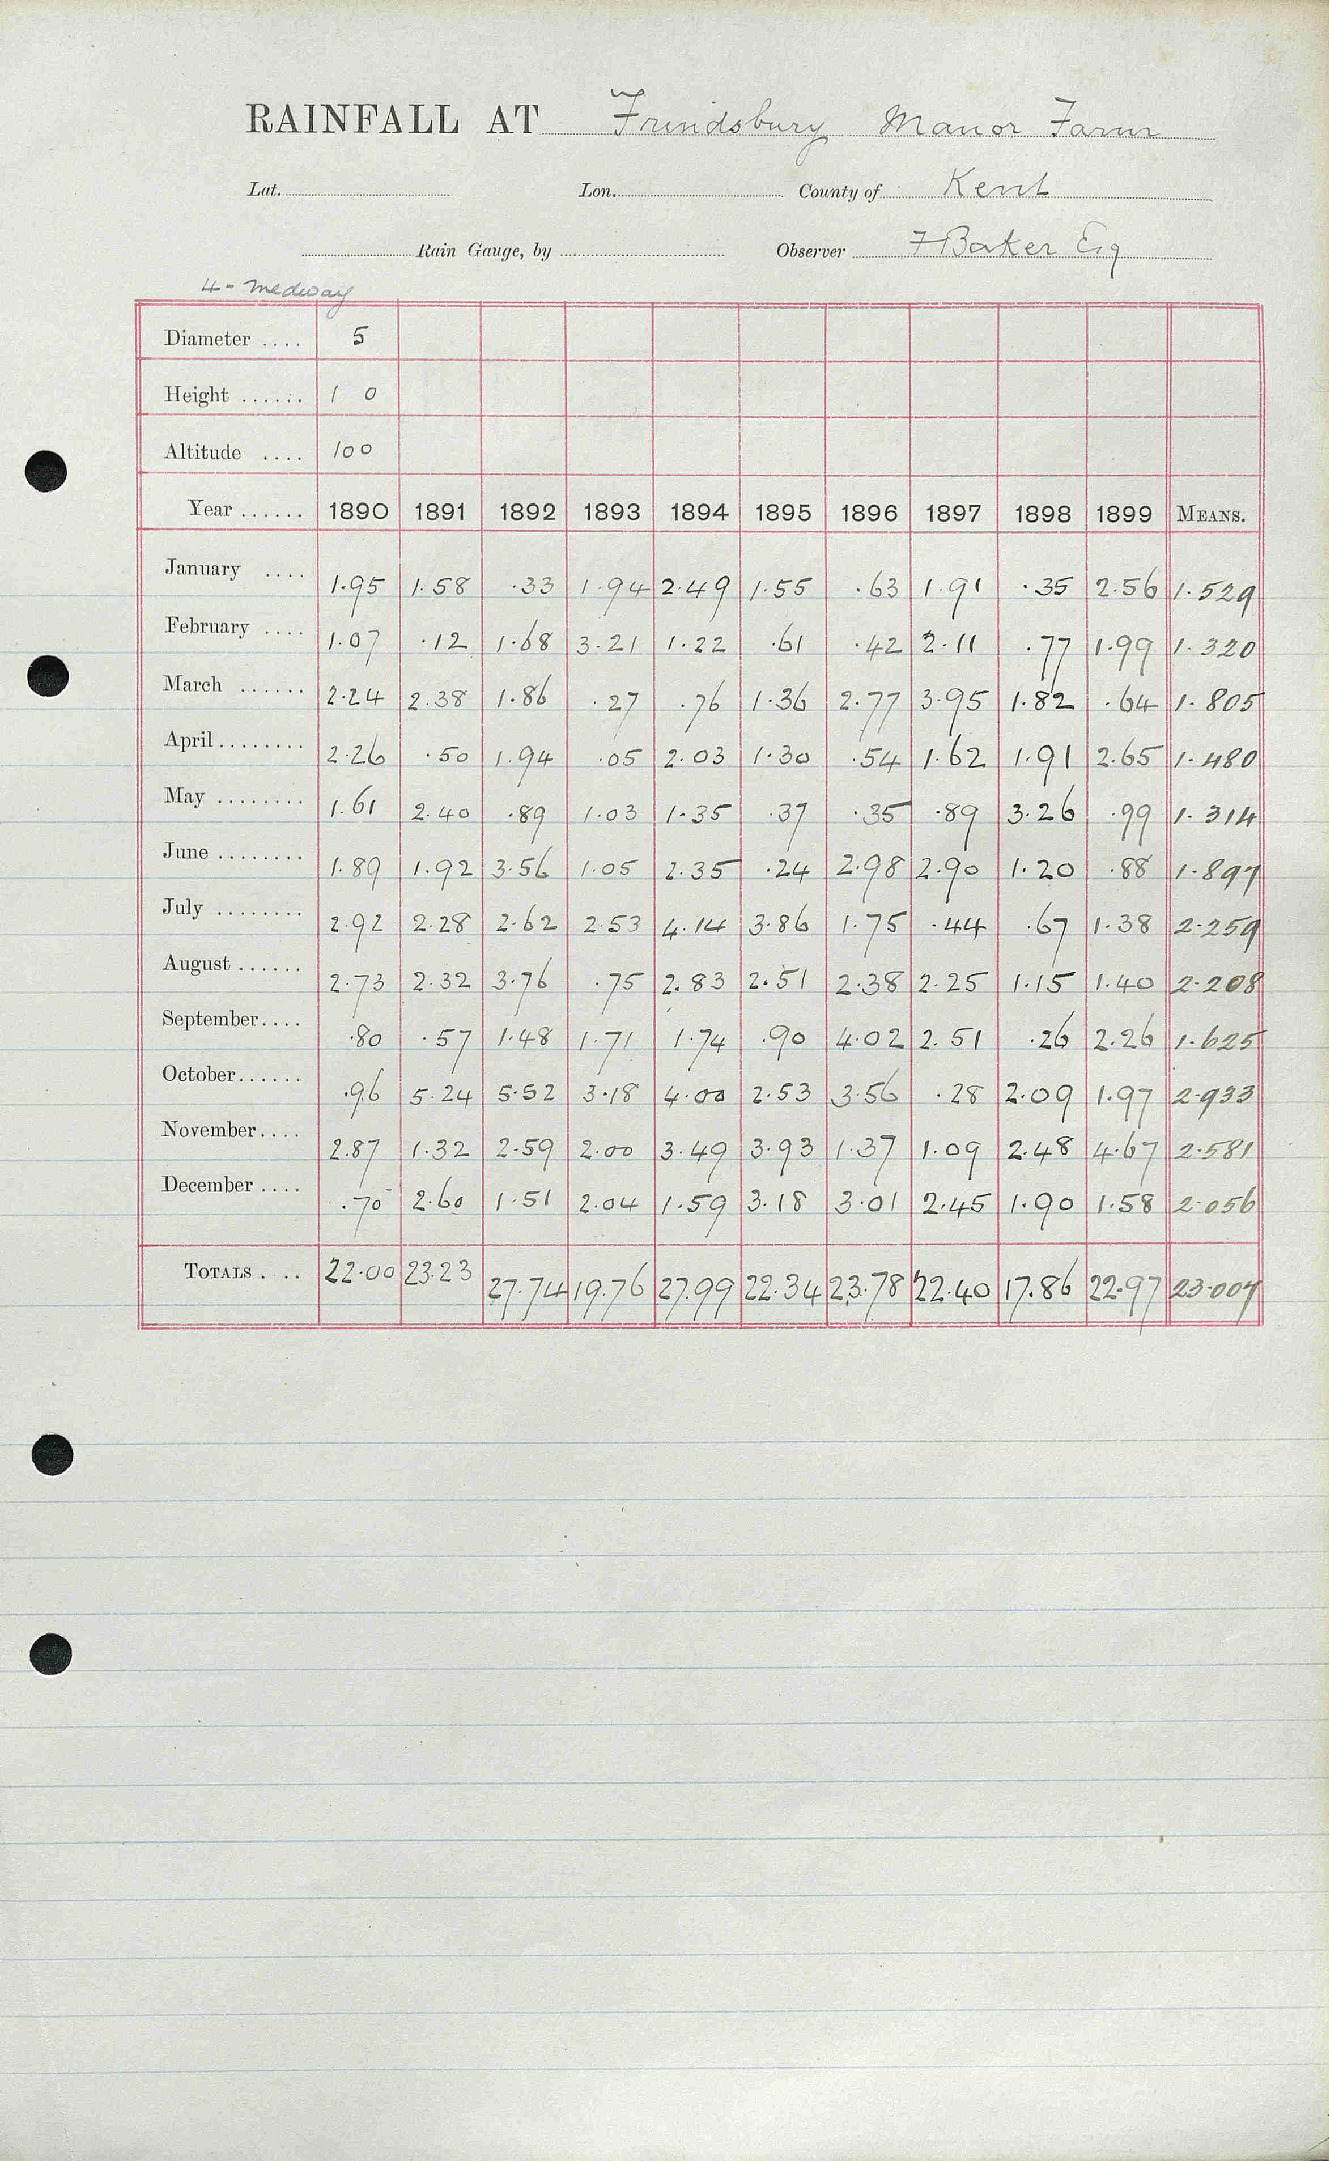 RAINFALL AT Frindsbury Manor Farm
Lat. Lon. County of Kent
Rain Gauge, by Observer F Baker Esq
4 - Medway
Diameter .... 5
Height ...... 1 0
Altitude .... 100
Year ...... 1890 1891 1892 1893 1894 1895 1896 1897 1898 1899 MEANS.
January .... 1.95 1.58 .33 1.94 2.49 1.55 .63 1.91 .35 2.56 1.529
February .... 1.07 .12 1.68 3.21 1.22 .61 .42 2.11 .77 1.99 1.320
March ...... 2.24 2.38 1.86 .27 .76 1.36 2.77 3.95 1.82 .64 1.805
April ........ 2.26 .50 1.94 .05 2.03 1.30 .54 1.62 1.91 2.65 1.480
May ........ 1.61 2.40 .89 1.03 1.35 .37 .35 .89 3.26 .99 1.314
June ........ 1.89 1.92 3.56 1.05 2.35 .24 2.98 2.90 1.20 .88 1.897
July ........ 2.92 2.28 2.62 2.53 4.14 3.86 1.75 .44 .67 1.38 2.259
August ...... 2.73 2.32 3.76 .75 2.83 2.51 2.38 2.25 1.15 1.40 2.208
September .... .80 .57 1.48 1.71 1.74 .90 4.02 2.51 .26 2.26 1.625
October ...... .96 5.24 5.52 3.18 4.00 2.53 3.56 .28 2.09 1.97 2.933
November .... 2.87 1.32 2.59 2.00 3.49 3.93 1.37 1.09 2.48 4.67 2.581
December .... .70 2.60 1.51 2.04 1.59 3.18 3.01 2.45 1.90 1.58 2.056
TOTALS .... 22.00 23.23 27.74 19.76 27.99 22.34 23.78 22.40 17.86 22.97 23.007